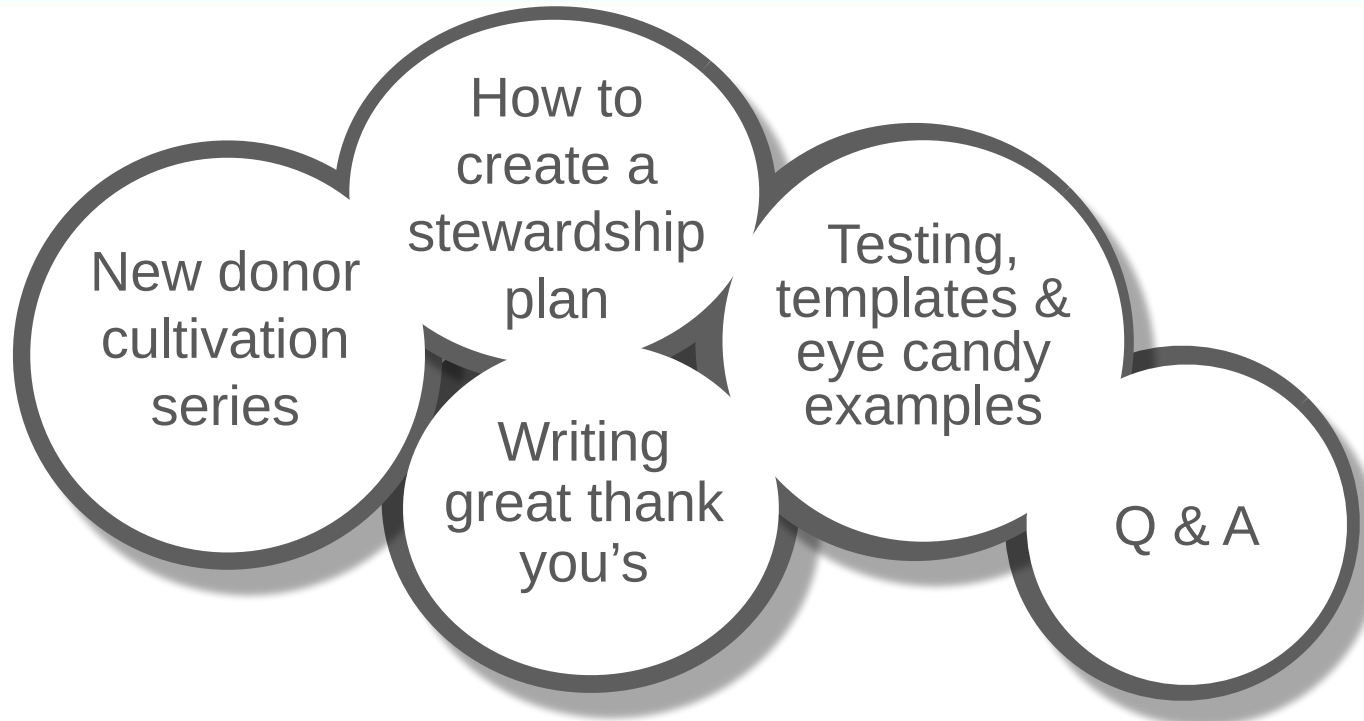 New donor
cultivation
series
How to
create a
stewardship
plan
Writing
great thank
you’s
Testing,
templates &
eye candy
examples
Q & A